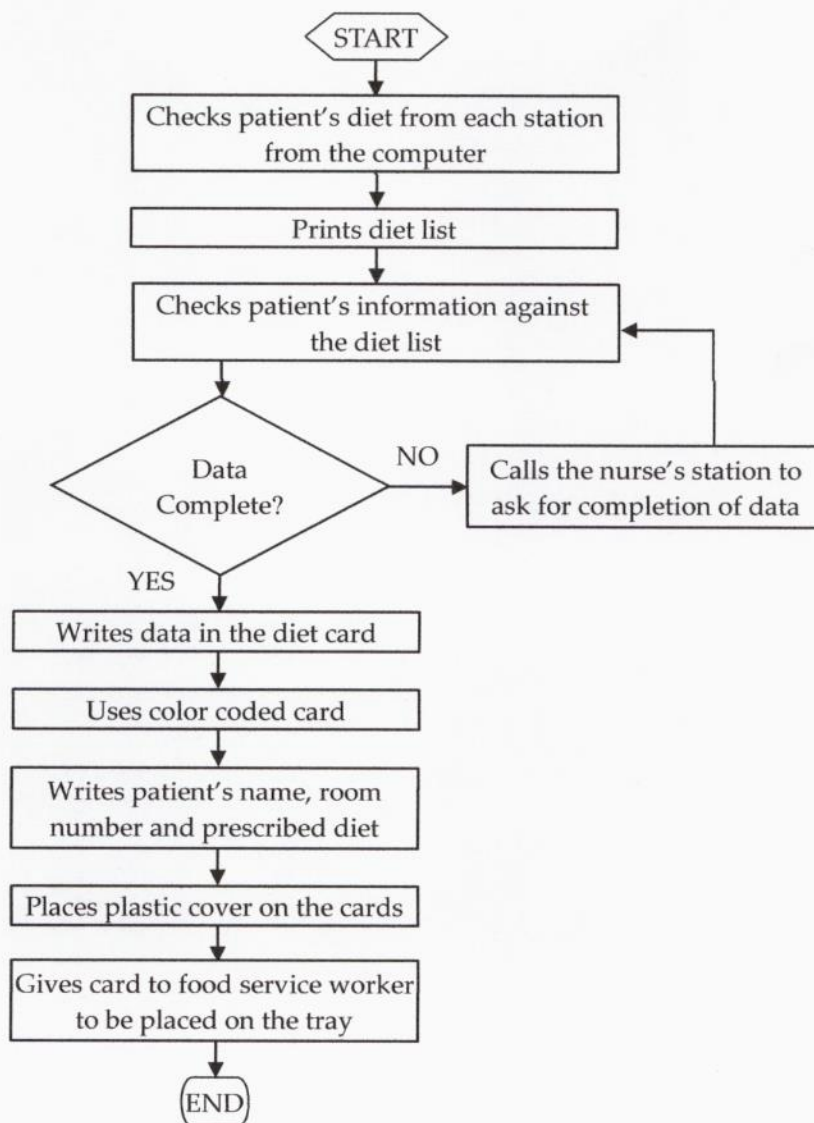 START
Checks patient's diet from each station
from the computer
Prints diet list
Checks patient's information against
the diet list
Data
Complete?
NO
Calls the nurse's station to
ask for completion of data
YES
Writes data in the diet card
Uses color coded card
Writes patient's name, room
number and prescribed diet
Places plastic cover on the cards
Gives card to food service worker
to be placed on the tray
END